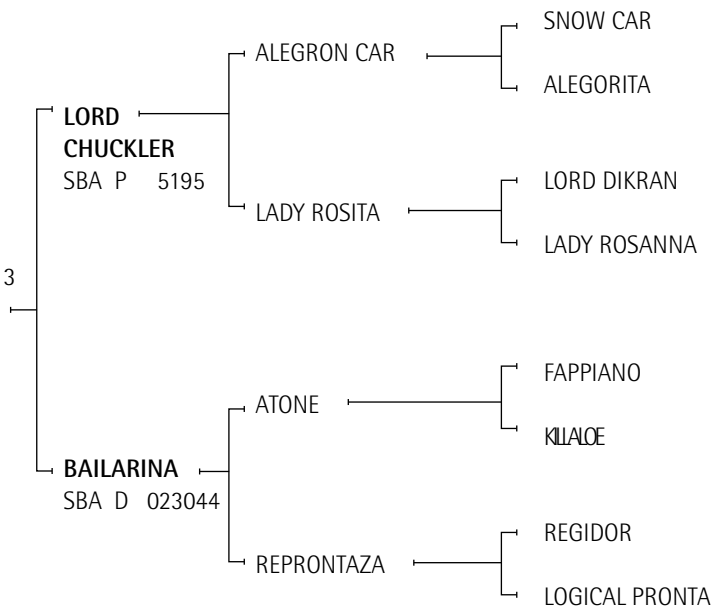 SNOW CAR
ALEGRON CAR
ALEGORITA
LORD
CHUCKLER
SBA P 5195
LORD DIKRAN
LADY ROSITA
LADY ROSANNA
3
FAPPIANO
ATONE
KILLALOE
BAILARINA
SBA D 023044
REGIDOR
REPRONTAZA
LOGICAL PRONTA